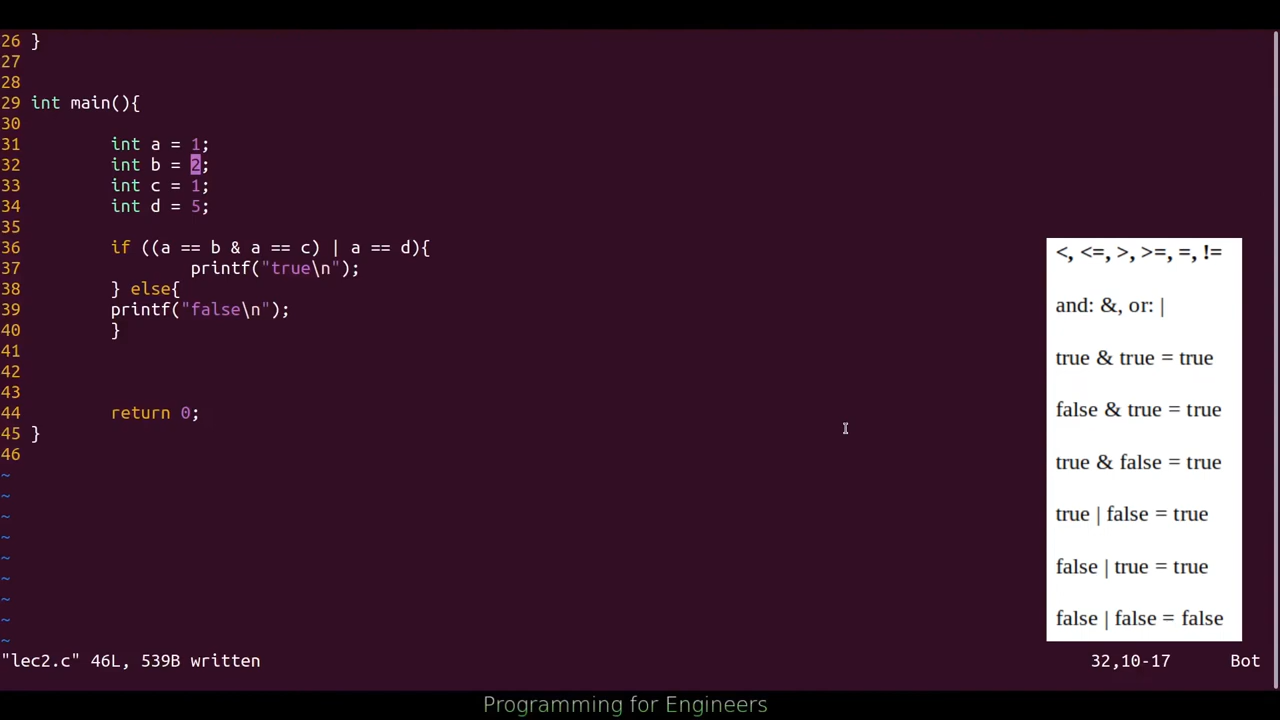 26 }
27
28
29 int main(){
30
31 int a = 1;
32 int b = 2;
33 int c = 1;
34 int d = 5;
35
36 if ((a == b & a == c) | a == d){
37 printf("true\n");
38 } else{
39 printf("false\n");
40 }
41
42
43
44 return 0;
45 }
46
~
~
~
~
~
~
~
~
~
"lec2.c" 46L, 539B written 32,10-17 Bot
<, <=, >, >=, =, !=
and: &, or: |
true & true = true
false & true = true
true & false = true
true | false = true
false | true = true
false | false = false
Programming for Engineers